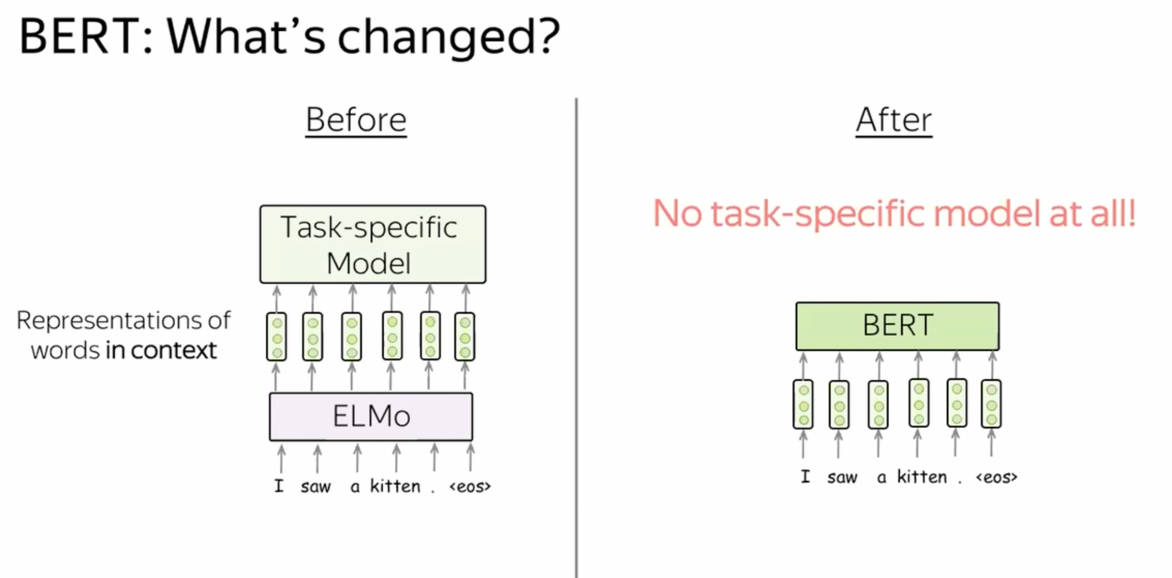 BERT: What's changed?
Before
Task-specific
Model
Representations of
words in context
ELMo
I saw a kitten . <eos>
After
No task-specific model at all!
BERT
I saw a kitten . <eos>